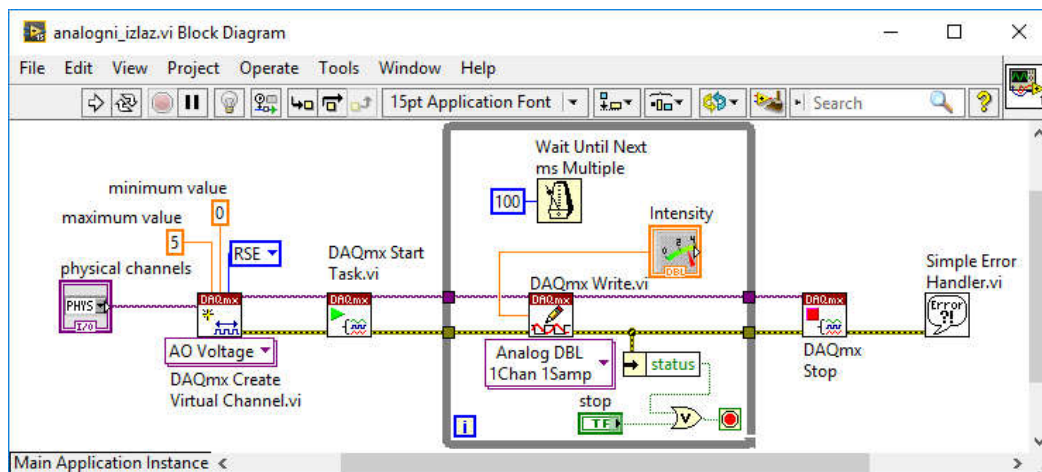 analogni_izlaz.vi Block Diagram
File Edit View Project Operate Tools Window Help
15pt Application Font
Search
minimum value
0
maximum value
5
RSE
physical channels
PHYS
I/O
DAQmx
AO Voltage
DAQmx Create
Virtual Channel.vi
DAQmx Start
Task.vi
DAQmx
Wait Until Next
ms Multiple
100
Intensity
0 2 4
DBL
DAQmx Write.vi
DAQmx
Analog DBL
1Chan 1Samp
status
stop
TF
V
i
DAQmx
DAQmx
Stop
Simple Error
Handler.vi
Error
?!
Main Application Instance